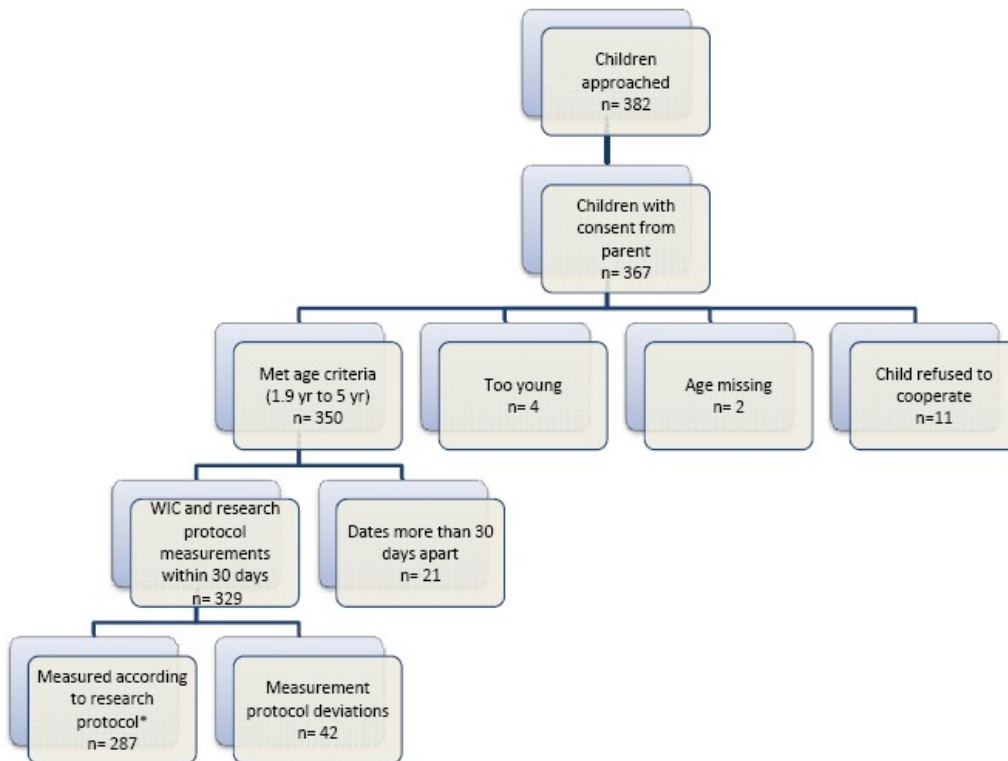 Children
approached
n= 382
Children with
consent from
parent
n= 367
Met age criteria
(1.9 yr to 5 yr)
n= 350
Too young
n= 4
Age missing
n= 2
Child refused to
cooperate
n=11
WIC and research
protocol
measurements
within 30 days
n= 329
Dates more than 30
days apart
n= 21
Measured according
to research
protocol*
n= 287
Measurement
protocol deviations
n= 42